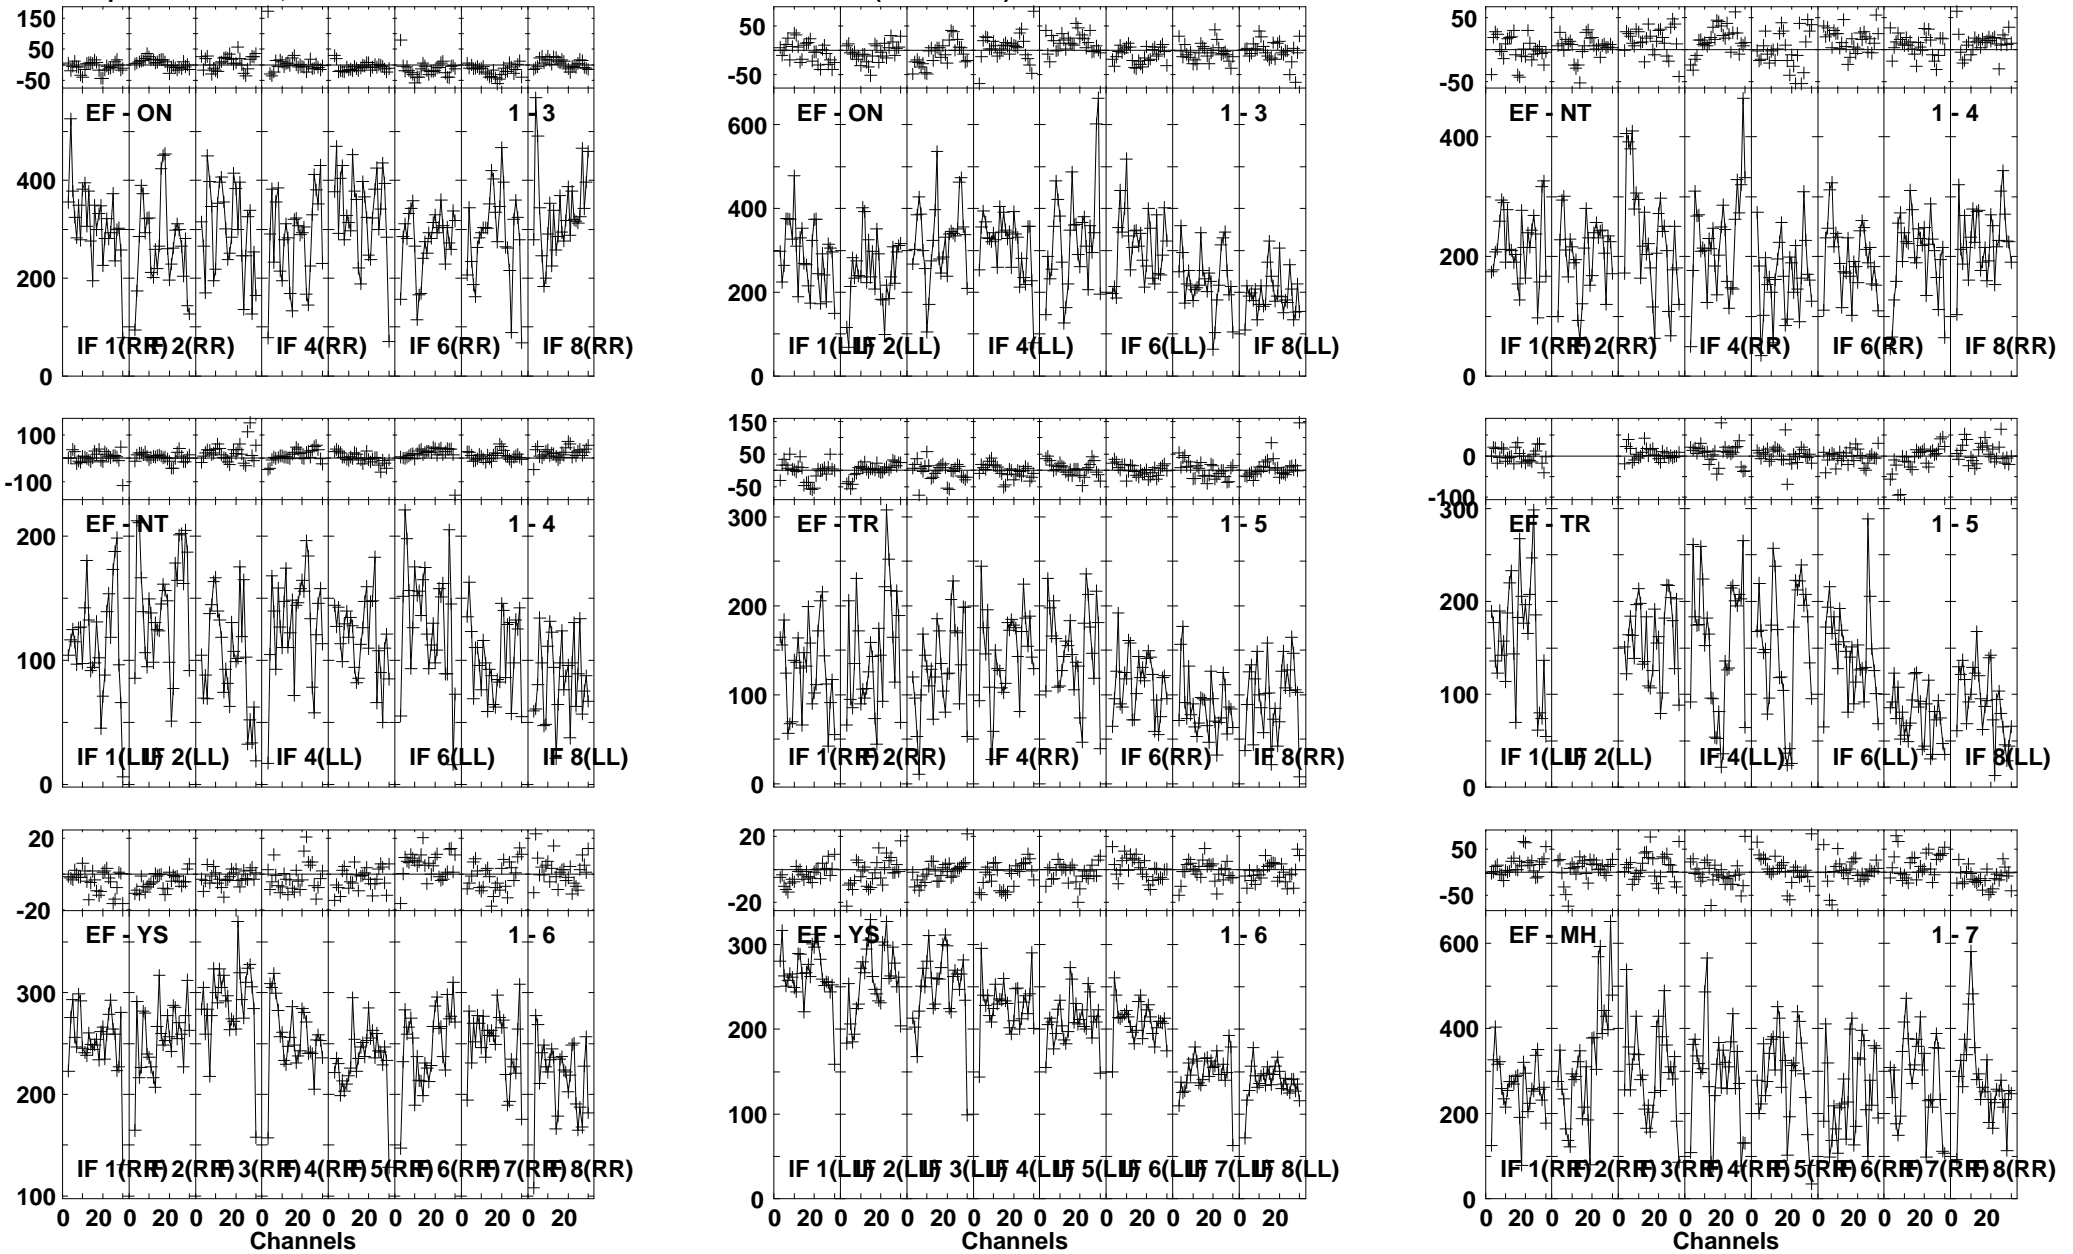 150
50
-50
EF - ON 1 - 3
400
200
0
IF 1(RR) IF 2(RR) IF 4(RR) IF 6(RR) IF 8(RR)
50
-50
EF - ON 1 - 3
600
400
200
0
IF 1(LL) IF 2(LL) IF 4(LL) IF 6(LL) IF 8(LL)
50
-50
EF - NT 1 - 4
400
200
0
IF 1(RR) IF 2(RR) IF 4(RR) IF 6(RR) IF 8(RR)
100
-100
EF - NT 1 - 4
200
100
0
IF 1(LL) IF 2(LL) IF 4(LL) IF 6(LL) IF 8(LL)
150
50
-50
EF - TR 1 - 5
300
200
100
0
IF 1(RR) IF 2(RR) IF 4(RR) IF 6(RR) IF 8(RR)
0
-100
EF - TR 1 - 5
300
200
100
0
IF 1(LL) IF 2(LL) IF 4(LL) IF 6(LL) IF 8(LL)
20
-20
EF - YS 1 - 6
300
200
100
IF 1(RR) IF 2(RR) IF 3(RR) IF 4(RR) IF 5(RR) IF 6(RR) IF 7(RR) IF 8(RR)
0 20 0 20 0 20 0 20 0 20 0 20 0 20 0 20
Channels
20
-20
EF - YS 1 - 6
300
200
100
0
IF 1(LL) IF 2(LL) IF 3(LL) IF 4(LL) IF 5(LL) IF 6(LL) IF 7(LL) IF 8(LL)
0 20 0 20 0 20 0 20 0 20 0 20 0 20 0 20
Channels
50
-50
EF - MH 1 - 7
600
400
200
0
IF 1(RR) IF 2(RR) IF 3(RR) IF 4(RR) IF 5(RR) IF 6(RR) IF 7(RR) IF 8(RR)
0 20 0 20 0 20 0 20 0 20 0 20 0 20 0 20
Channels